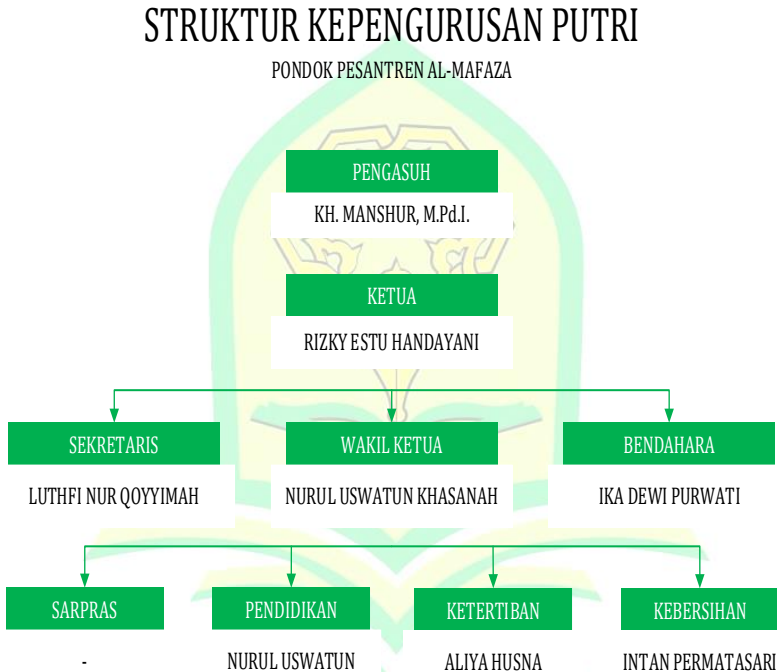 STRUKTUR KEPENGURUSAN PUTRI
PONDOK PESANTREN AL-MAFAZA
PENGASUH
KH. MANSHUR, M.Pd.I.
KETUA
RIZKY ESTU HANDAYANI
SEKRETARIS
LUTHFI NUR QOYYIMAH
WAKIL KETUA
NURUL USWATUN KHASANAH
BENDAHARA
IKA DEWI PURWATI
SARPRAS
-
PENDIDIKAN
NURUL USWATUN
KETERTIBAN
ALIYA HUSNA
KEBERSIHAN
INTAN PERMATASARI